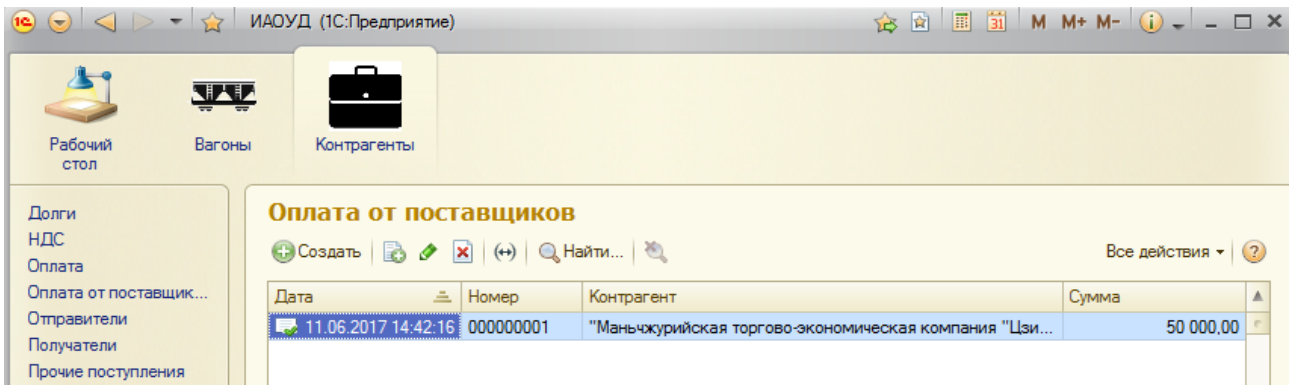 1С ИАОУД (1С:Предприятие) 31 M M+ M-
Рабочий стол
Вагоны
Контрагенты
Долги
НДС
Оплата
Оплата от поставщик...
Отправители
Получатели
Прочие поступления
Оплата от поставщиков
Создать Найти... Все действия
Дата Номер Контрагент Сумма
11.06.2017 14:42:16 000000001 "Маньчжурийская торгово-экономическая компания "Цзи... 50 000,00